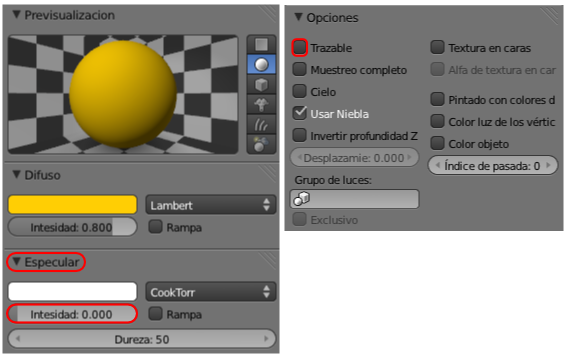 Previsualizacion
Difuso
Lambert
Intesidad: 0.800
Rampa
Especular
CookTorr
Intesidad: 0.000
Rampa
Dureza: 50
Opciones
Trazable
Muestreo completo
Cielo
Usar Niebla
Invertir profundidad Z
Desplazamie: 0.000
Grupo de luces:
Exclusivo
Textura en caras
Alfa de textura en car
Pintado con colores d
Color luz de los vértic
Color objeto
Índice de pasada: 0